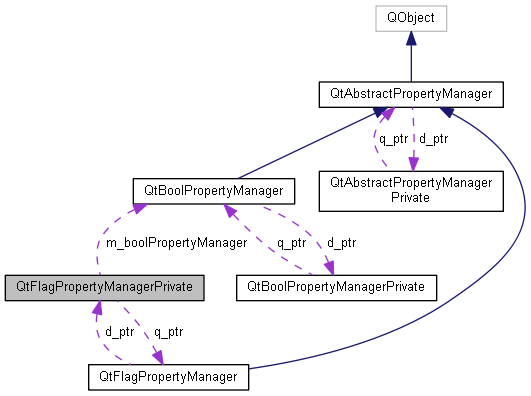 QObject
QtAbstractPropertyManager
q_ptr
d_ptr
QtAbstractPropertyManager
Private
QtBoolPropertyManager
m_boolPropertyManager
q_ptr
d_ptr
QtFlagPropertyManagerPrivate
QtBoolPropertyManagerPrivate
d_ptr
q_ptr
QtFlagPropertyManager